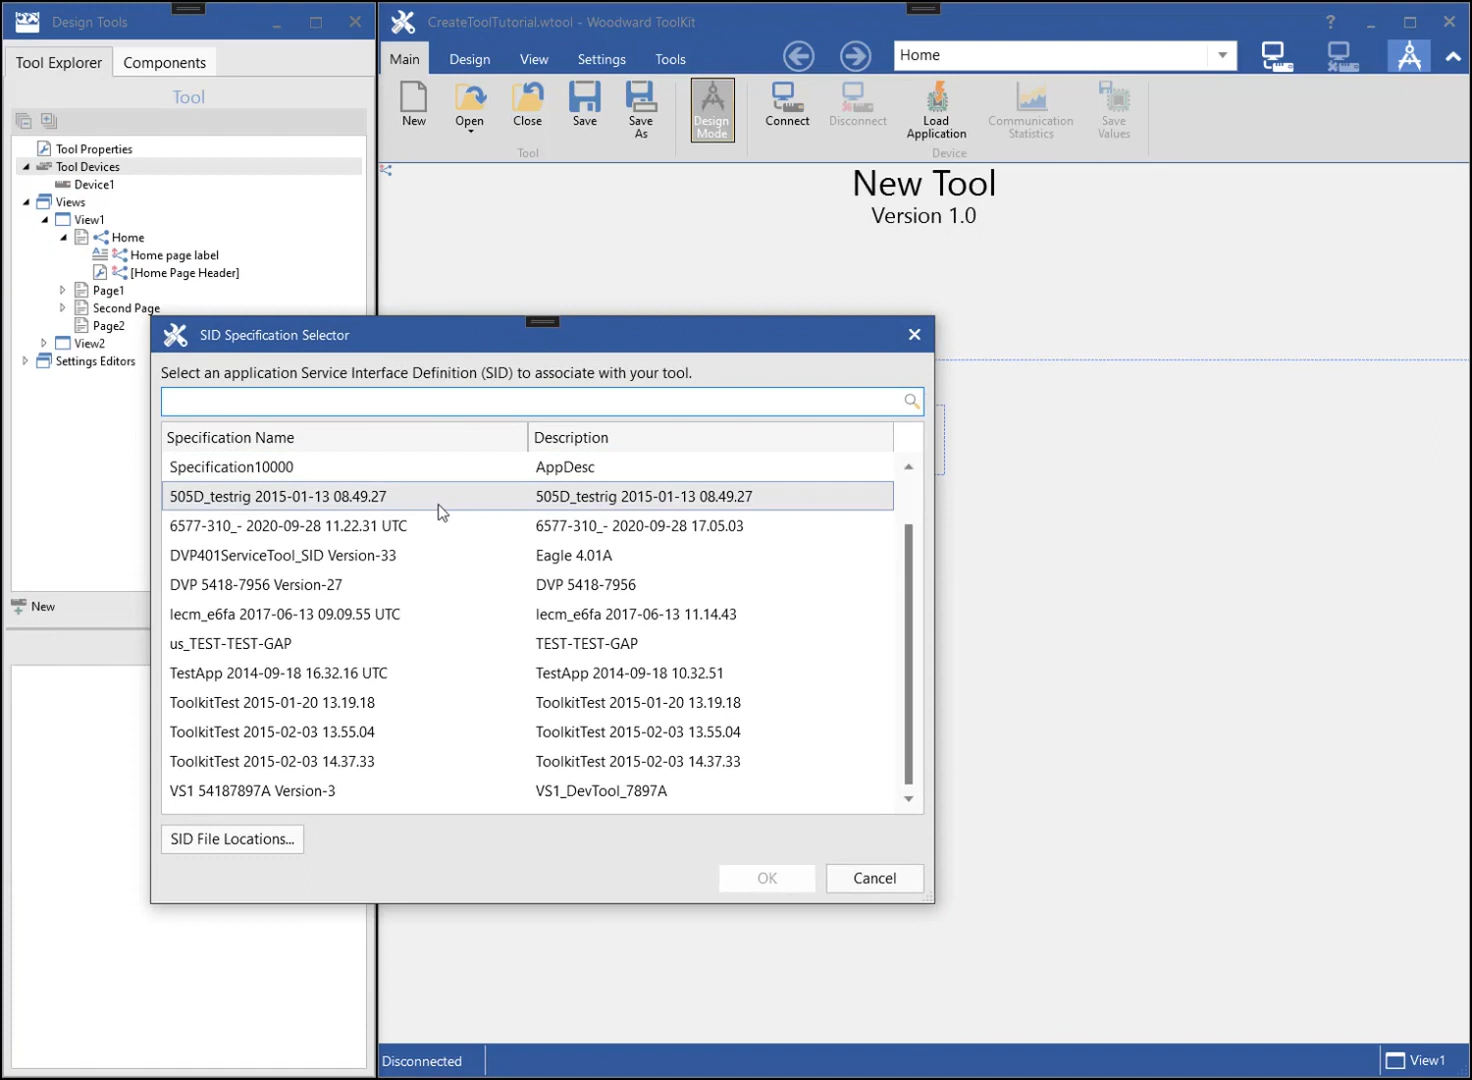 Design Tools
CreateToolTutorial.wtool - Woodward ToolKit
Tool Explorer
Components
Main
Design
View
Settings
Tools
Home
Tool
New
Open
Close
Save
Save As
Design Mode
Connect
Disconnect
Load Application
Communication Statistics
Save Values
Tool
Device
Tool Properties
Tool Devices
Device1
Views
View1
Home
Home page label
[Home Page Header]
Page1
Second Page
Page2
View2
Settings Editors
New
New Tool
Version 1.0
SID Specification Selector
Select an application Service Interface Definition (SID) to associate with your tool.
Specification Name
Description
Specification10000
AppDesc
505D_testrig 2015-01-13 08.49.27
505D_testrig 2015-01-13 08.49.27
6577-310_- 2020-09-28 11.22.31 UTC
6577-310_- 2020-09-28 17.05.03
DVP401ServiceTool_SID Version-33
Eagle 4.01A
DVP 5418-7956 Version-27
DVP 5418-7956
lecm_e6fa 2017-06-13 09.09.55 UTC
lecm_e6fa 2017-06-13 11.14.43
us_TEST-TEST-GAP
TEST-TEST-GAP
TestApp 2014-09-18 16.32.16 UTC
TestApp 2014-09-18 10.32.51
ToolkitTest 2015-01-20 13.19.18
ToolkitTest 2015-01-20 13.19.18
ToolkitTest 2015-02-03 13.55.04
ToolkitTest 2015-02-03 13.55.04
ToolkitTest 2015-02-03 14.37.33
ToolkitTest 2015-02-03 14.37.33
VS1 54187897A Version-3
VS1_DevTool_7897A
SID File Locations...
OK
Cancel
Disconnected
View1